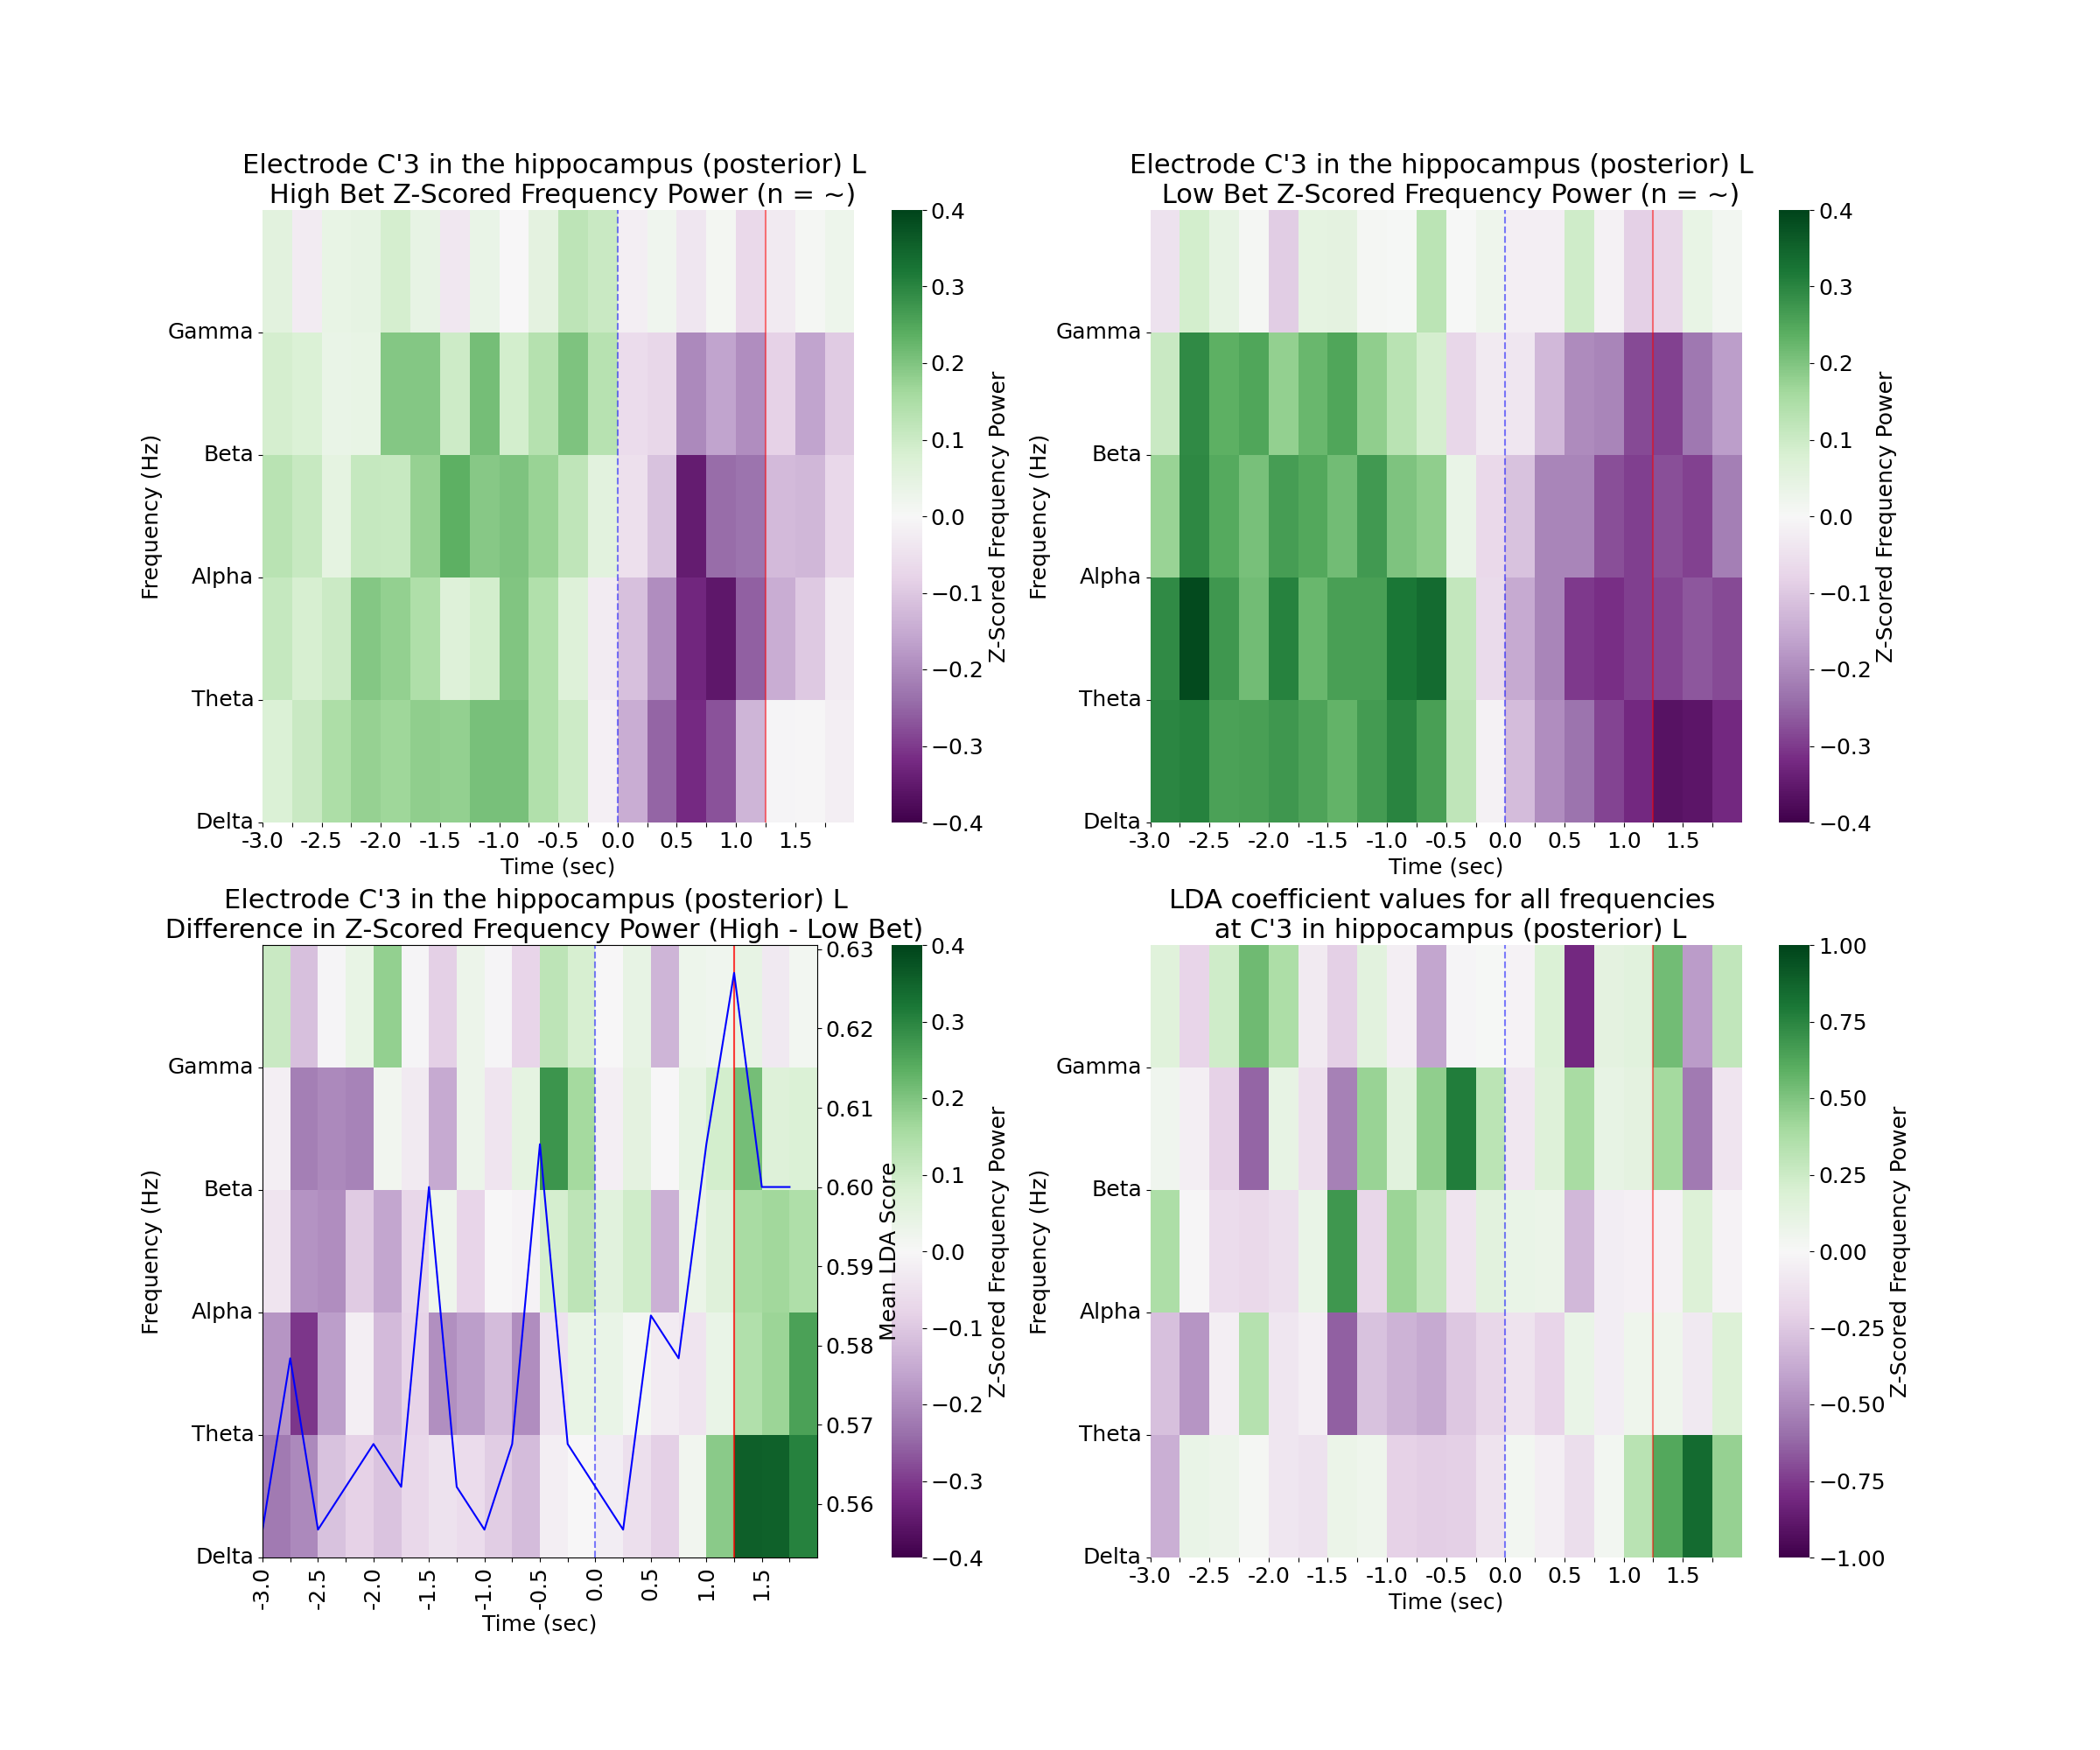 Electrode C'3 in the hippocampus (posterior) L
High Bet Z-Scored Frequency Power (n = ~)
Frequency (Hz)
Gamma
Beta
Alpha
Theta
Delta
-3.0 -2.5 -2.0 -1.5 -1.0 -0.5 0.0 0.5 1.0 1.5
Time (sec)
0.4
0.3
0.2
0.1
0.0
−0.1
−0.2
−0.3
−0.4
Z-Scored Frequency Power
Electrode C'3 in the hippocampus (posterior) L
Low Bet Z-Scored Frequency Power (n = ~)
Frequency (Hz)
Gamma
Beta
Alpha
Theta
Delta
-3.0 -2.5 -2.0 -1.5 -1.0 -0.5 0.0 0.5 1.0 1.5
Time (sec)
0.4
0.3
0.2
0.1
0.0
−0.1
−0.2
−0.3
−0.4
Z-Scored Frequency Power
Electrode C'3 in the hippocampus (posterior) L
Difference in Z-Scored Frequency Power (High - Low Bet)
Frequency (Hz)
Gamma
Beta
Alpha
Theta
Delta
-3.0 -2.5 -2.0 -1.5 -1.0 -0.5 0.0 0.5 1.0 1.5
Time (sec)
0.63
0.62
0.61
0.60
0.59
0.58
0.57
0.56
Mean LDA Score
0.4
0.3
0.2
0.1
0.0
−0.1
−0.2
−0.3
−0.4
Z-Scored Frequency Power
LDA coefficient values for all frequencies
at C'3 in hippocampus (posterior) L
Frequency (Hz)
Gamma
Beta
Alpha
Theta
Delta
-3.0 -2.5 -2.0 -1.5 -1.0 -0.5 0.0 0.5 1.0 1.5
Time (sec)
1.00
0.75
0.50
0.25
0.00
−0.25
−0.50
−0.75
−1.00
Z-Scored Frequency Power